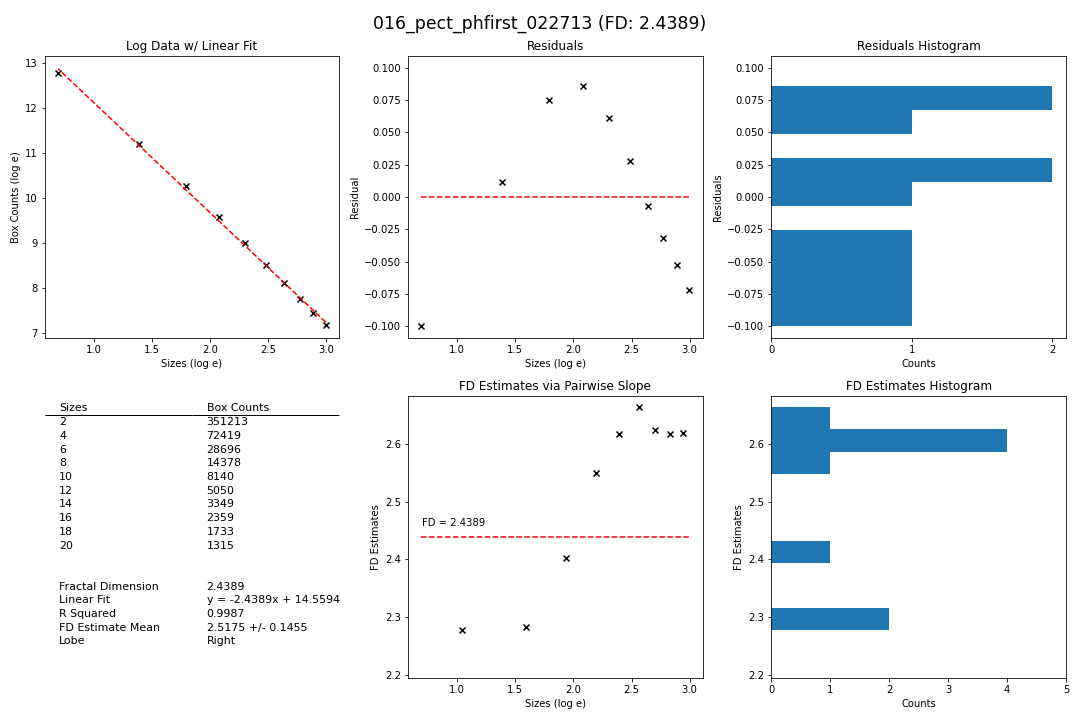 016_pect_phfirst_022713 (FD: 2.4389)
Log Data w/ Linear Fit
Box Counts (log e)
13
12
11
10
9
8
7
1.0 1.5 2.0 2.5 3.0
Sizes (log e)
Residuals
Residual
0.100
0.075
0.050
0.025
0.000
−0.025
−0.050
−0.075
−0.100
1.0 1.5 2.0 2.5 3.0
Sizes (log e)
Residuals Histogram
Residuals
0.100
0.075
0.050
0.025
0.000
−0.025
−0.050
−0.075
−0.100
0 1 2
Counts
Sizes Box Counts
2 351213
4 72419
6 28696
8 14378
10 8140
12 5050
14 3349
16 2359
18 1733
20 1315
Fractal Dimension 2.4389
Linear Fit y = -2.4389x + 14.5594
R Squared 0.9987
FD Estimate Mean 2.5175 +/- 0.1455
Lobe Right
FD Estimates via Pairwise Slope
FD Estimates
2.6
2.5
2.4
2.3
2.2
FD = 2.4389
1.0 1.5 2.0 2.5 3.0
Sizes (log e)
FD Estimates Histogram
FD Estimates
2.6
2.5
2.4
2.3
2.2
0 1 2 3 4 5
Counts